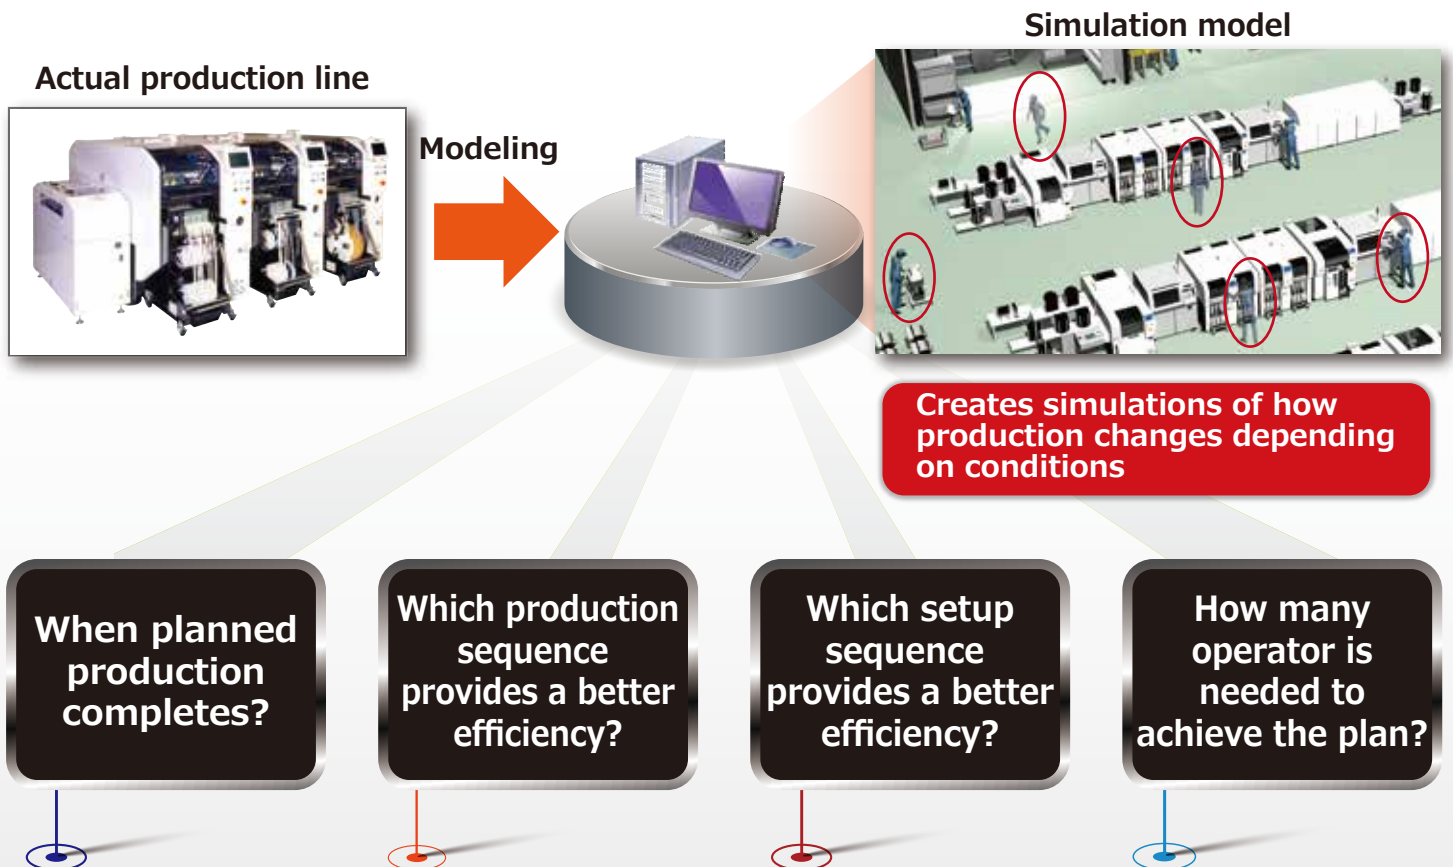 Simulation model
Actual production line
Modeling
Creates simulations of how
production changes depending
on conditions
When planned
production
completes?
Which production
sequence
provides a better
efficiency?
Which setup
sequence
provides a better
efficiency?
How many
operator is
needed to
achieve the plan?